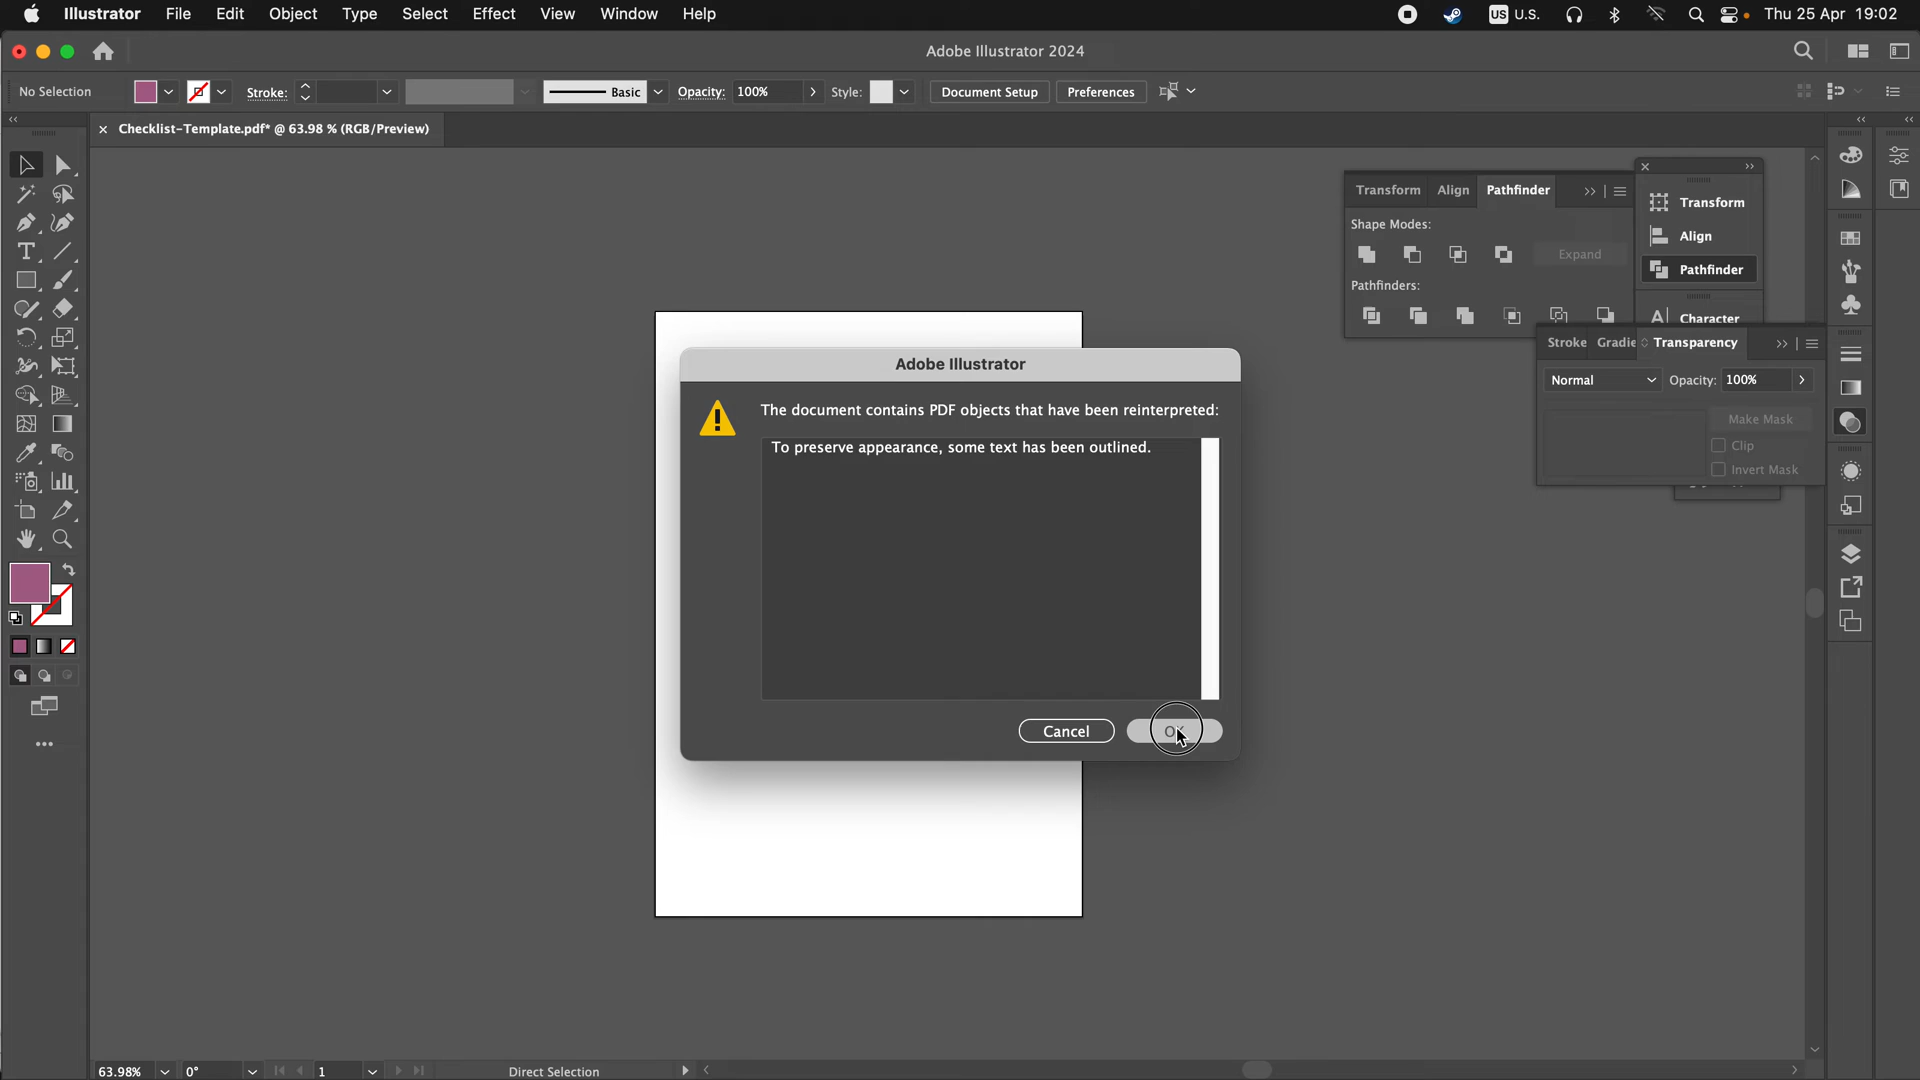 Illustrator File Edit Object Type Select Effect View Window Help US U.S. Thu 25 Apr 19:02
Adobe Illustrator 2024
No Selection Stroke: Basic Opacity: 100% Style: Document Setup Preferences
× Checklist-Template.pdf* @ 63.98 % (RGB/Preview)
Transform Align Pathfinder
Shape Modes:
Expand
Pathfinders:
Transform
Align
Pathfinder
Character
Stroke Gradie Transparency
Normal Opacity: 100%
Make Mask
Clip
Invert Mask
Adobe Illustrator
The document contains PDF objects that have been reinterpreted:
To preserve appearance, some text has been outlined.
Cancel OK
63.98% 0° 1 Direct Selection